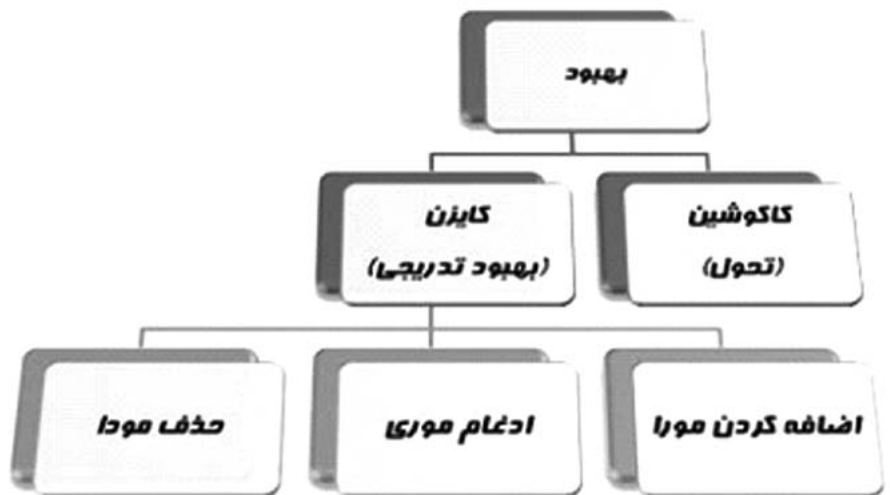 بهبود
کاکوشین
(تحول)
کایزن
(بهبود تدریجی)
اضافه کردن مورا
ادغام موری
حذف مودا